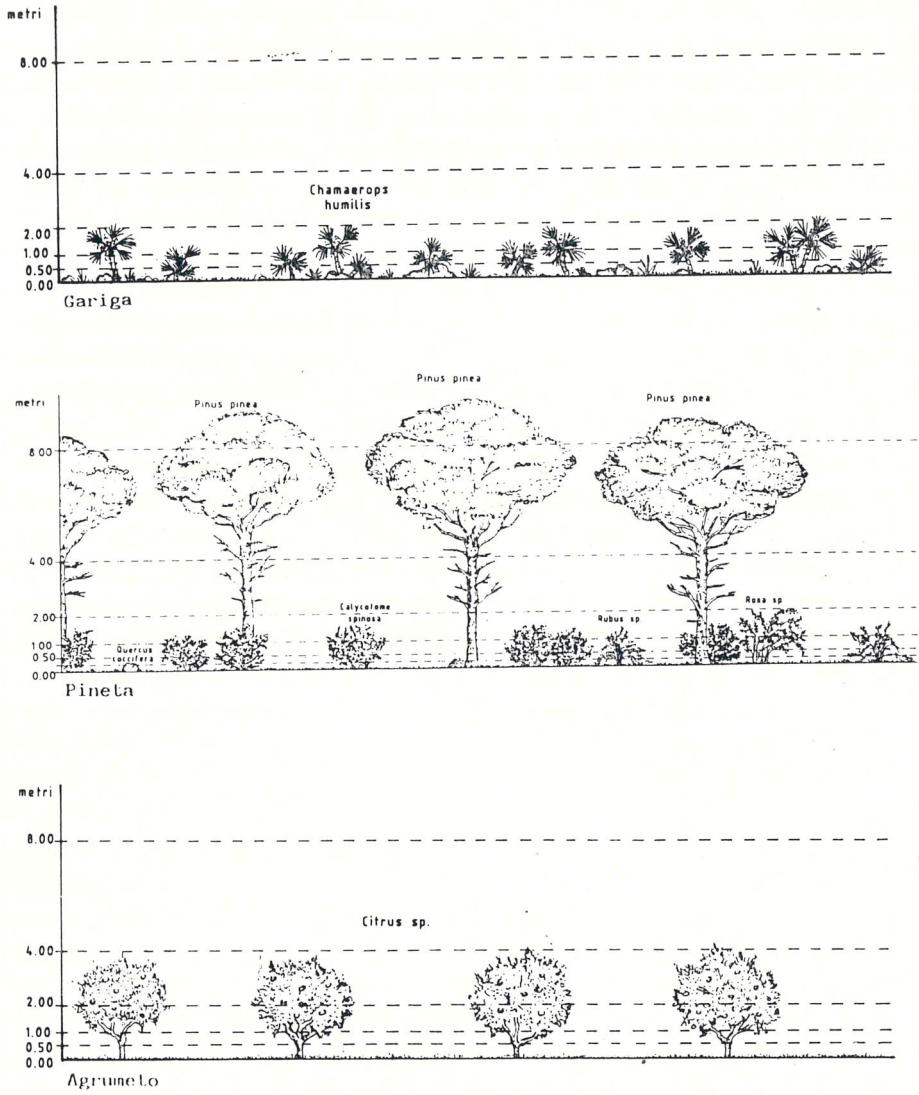 metri
8.00
4.00
Chamaerops
humilis
2.00
1.00
0.50
0.00
Gariga
Pinus pinea
metri
Pinus pinea
Pinus pinea
8.00
4.00
Calycotome
spinosa
Rosa sp
2.00
Rubus sp
1.00
Quercus
coccifera
0.50
0.00
Pineta
metri
8.00
Citrus sp.
4.00
2.00
1.00
0.50
0.00
Agrumeto